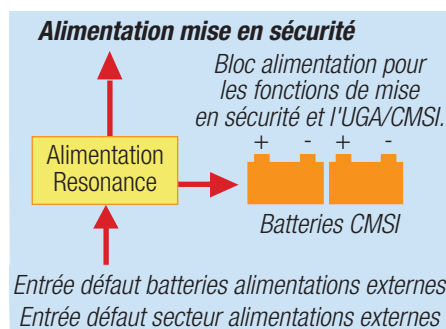 Alimentation mise en sécurité
Bloc alimentation pour
les fonctions de mise
en sécurité et l'UGA/CMSI.
+ - + -
Alimentation
Resonance
Batteries CMSI
Entrée défaut batteries alimentations externes
Entrée défaut secteur alimentations externes